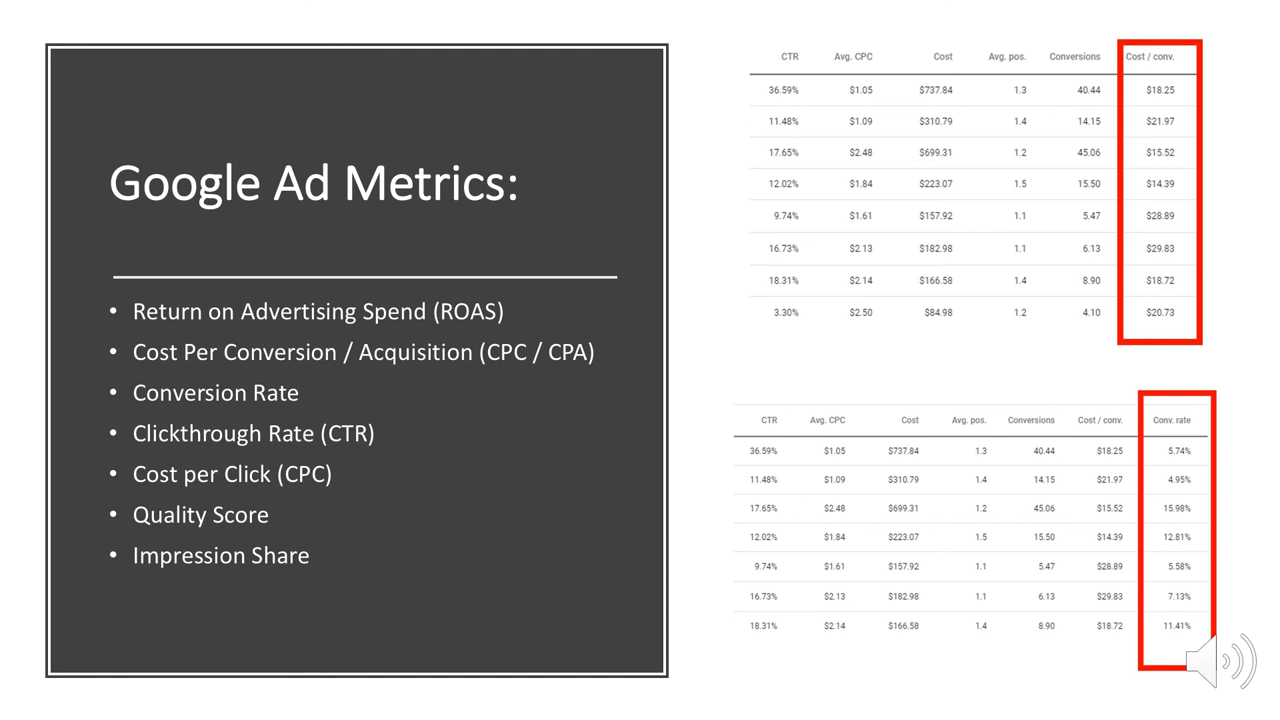 Google Ad Metrics:
• Return on Advertising Spend (ROAS)
• Cost Per Conversion / Acquisition (CPC / CPA)
• Conversion Rate
• Clickthrough Rate (CTR)
• Cost per Click (CPC)
• Quality Score
• Impression Share
CTR Avg. CPC Cost Avg. pos. Conversions Cost / conv.
36.59% $1.05 $737.84 1.3 40.44 $18.25
11.48% $1.09 $310.79 1.4 14.15 $21.97
17.65% $2.48 $699.31 1.2 45.06 $15.52
12.02% $1.84 $223.07 1.5 15.50 $14.39
9.74% $1.61 $157.92 1.1 5.47 $28.89
16.73% $2.13 $182.98 1.1 6.13 $29.83
18.31% $2.14 $166.58 1.4 8.90 $18.72
3.30% $2.50 $84.98 1.2 4.10 $20.73
CTR Avg. CPC Cost Avg. pos. Conversions Cost / conv. Conv. rate
36.59% $1.05 $737.84 1.3 40.44 $18.25 5.74%
11.48% $1.09 $310.79 1.4 14.15 $21.97 4.95%
17.65% $2.48 $699.31 1.2 45.06 $15.52 15.98%
12.02% $1.84 $223.07 1.5 15.50 $14.39 12.81%
9.74% $1.61 $157.92 1.1 5.47 $28.89 5.58%
16.73% $2.13 $182.98 1.1 6.13 $29.83 7.13%
18.31% $2.14 $166.58 1.4 8.90 $18.72 11.41%